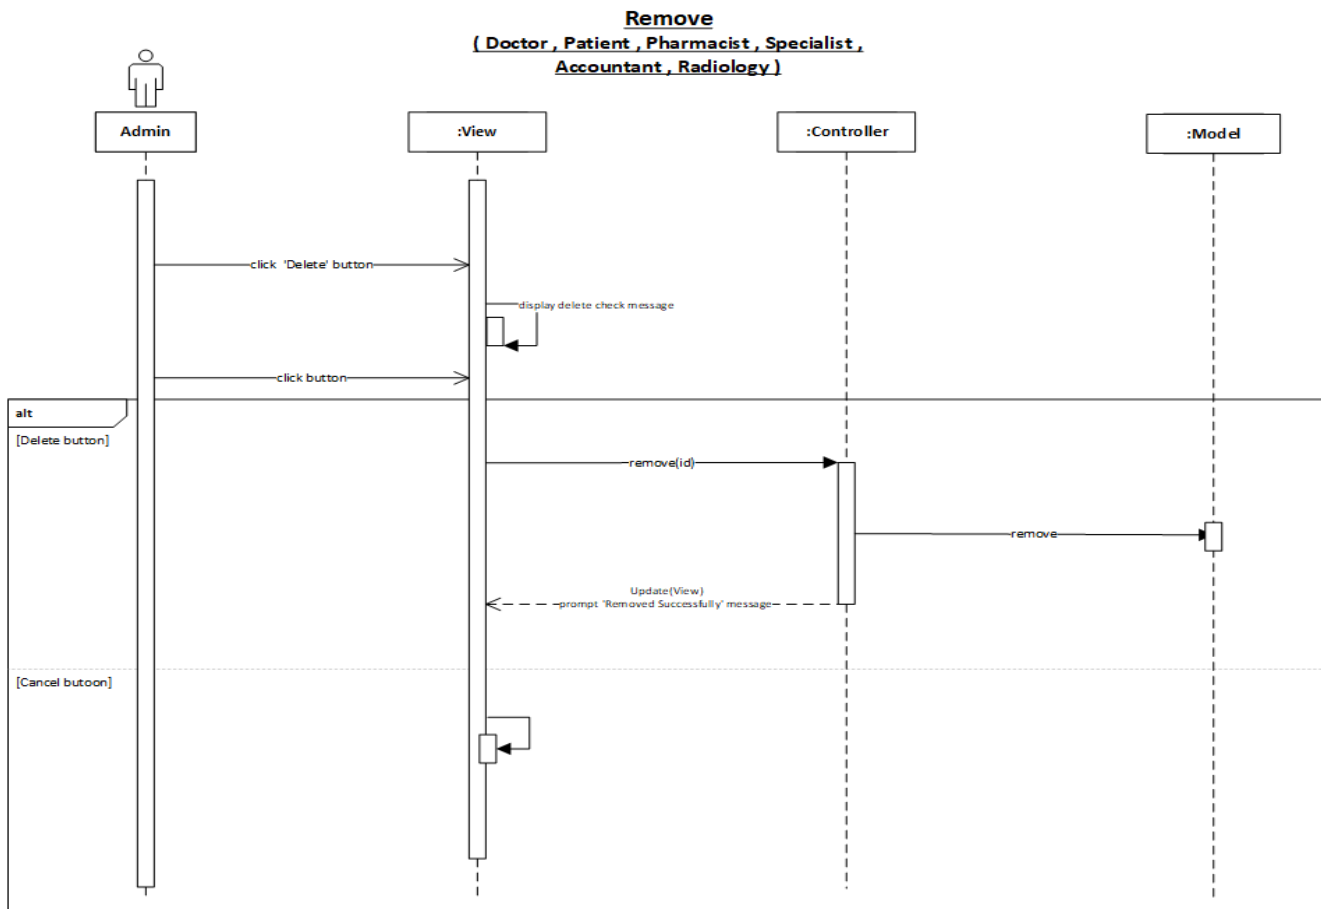 Remove
( Doctor , Patient , Pharmacist , Specialist ,
Accountant , Radiology )
Admin
:View
:Controller
:Model
click 'Delete' button
display delete check message
click button
alt
[Delete button]
remove(id)
remove
Update(View)
prompt 'Removed Successfully' message
[Cancel butoon]